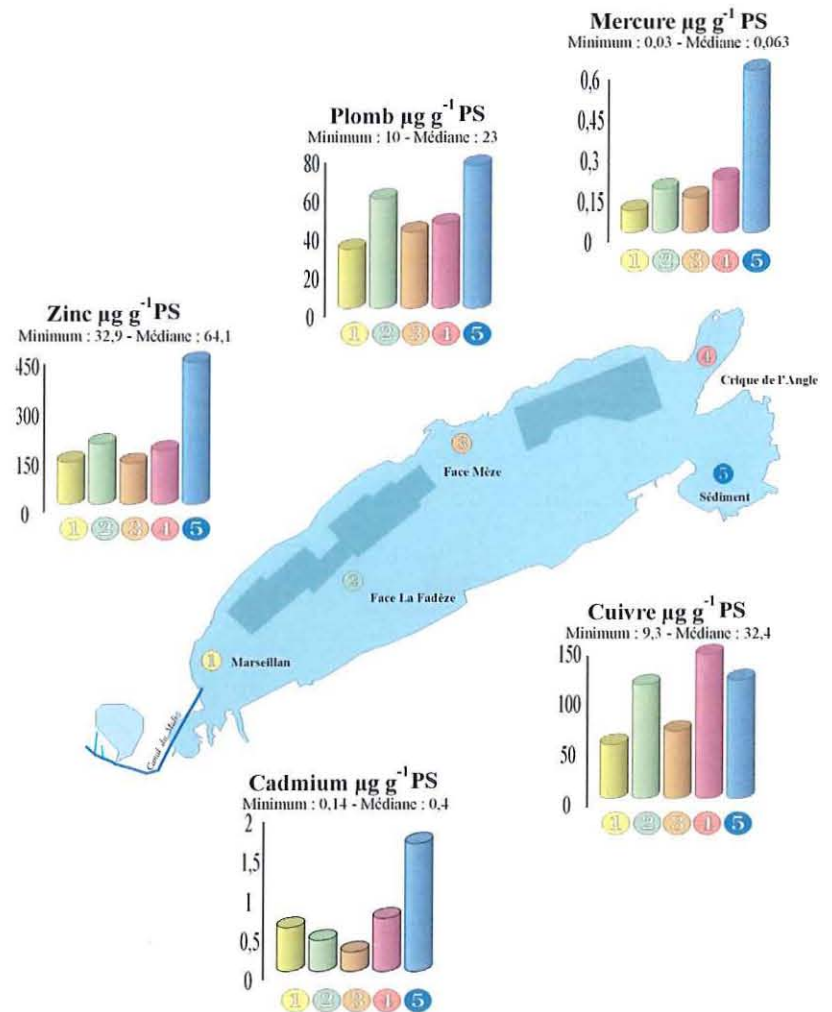 Mercure µg g⁻¹ PS
Minimum : 0,03 - Médiane : 0,063
0,6
0,45
0,3
0,15
0
1 2 3 4 5
Plomb µg g⁻¹ PS
Minimum : 10 - Médiane : 23
80
60
40
20
0
1 2 3 4 5
Zinc µg g⁻¹PS
Minimum : 32,9 - Médiane : 64,1
450
300
150
0
1 2 3 4 5
4
Crique de l'Angle
3
Face Mèze
5
Sédiment
2
Face La Fadèze
1
Marseillan
Canal du Midi
Cuivre µg g⁻¹ PS
Minimum : 9,3 - Médiane : 32,4
150
100
50
0
1 2 3 4 5
Cadmium µg g⁻¹PS
Minimum : 0,14 - Médiane : 0,4
2
1,5
1
0,5
0
1 2 3 4 5